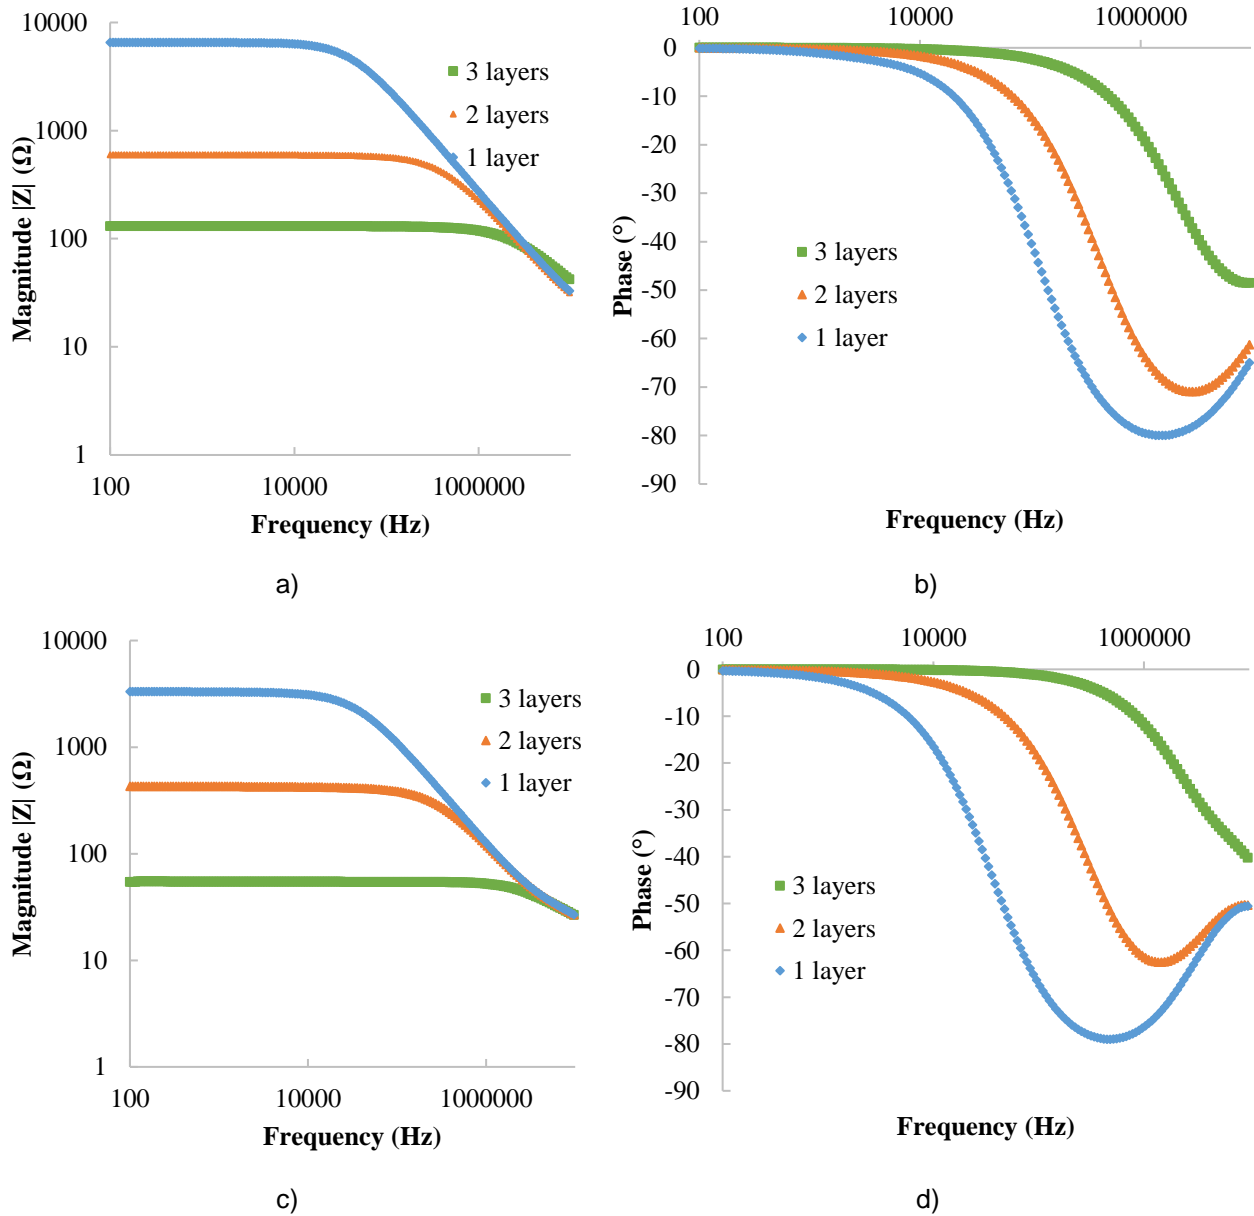 10000
1000
100
10
1
Magnitude |Z| (Ω)
3 layers
2 layers
1 layer
100
10000
1000000
Frequency (Hz)
a)
100
10000
1000000
0
-10
-20
-30
-40
-50
-60
-70
-80
-90
Phase (°)
3 layers
2 layers
1 layer
Frequency (Hz)
b)
10000
1000
100
10
1
Magnitude |Z| (Ω)
3 layers
2 layers
1 layer
100
10000
1000000
Frequency (Hz)
c)
100
10000
1000000
0
-10
-20
-30
-40
-50
-60
-70
-80
-90
Phase (°)
3 layers
2 layers
1 layer
Frequency (Hz)
d)